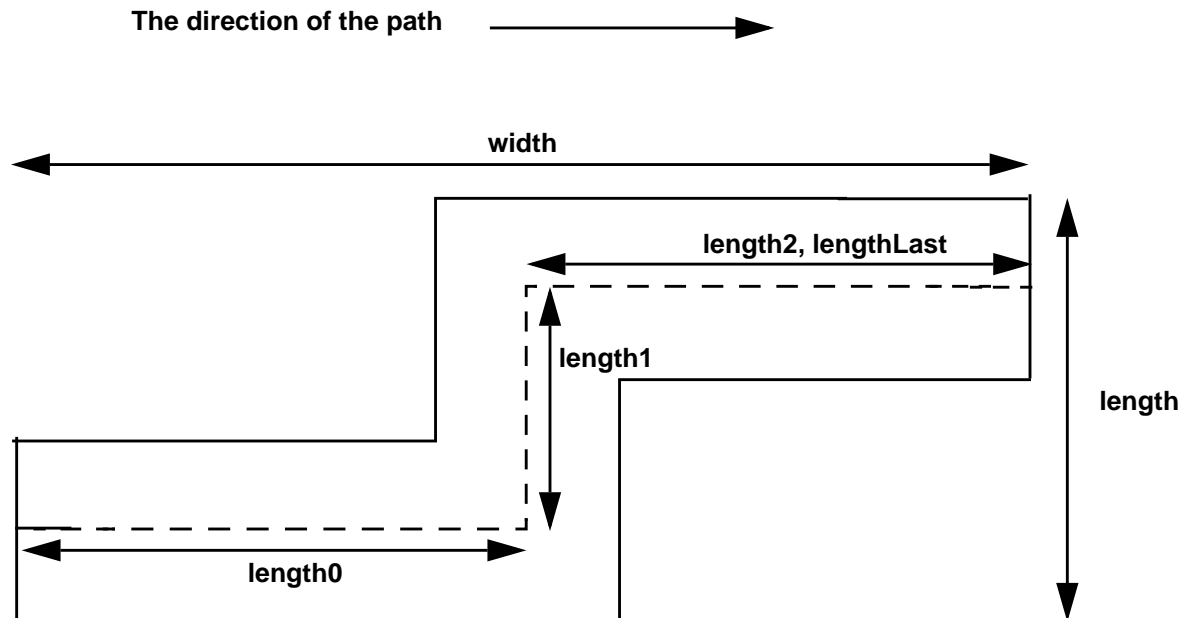 The direction of the path
width
length2, lengthLast
length1
length
length0